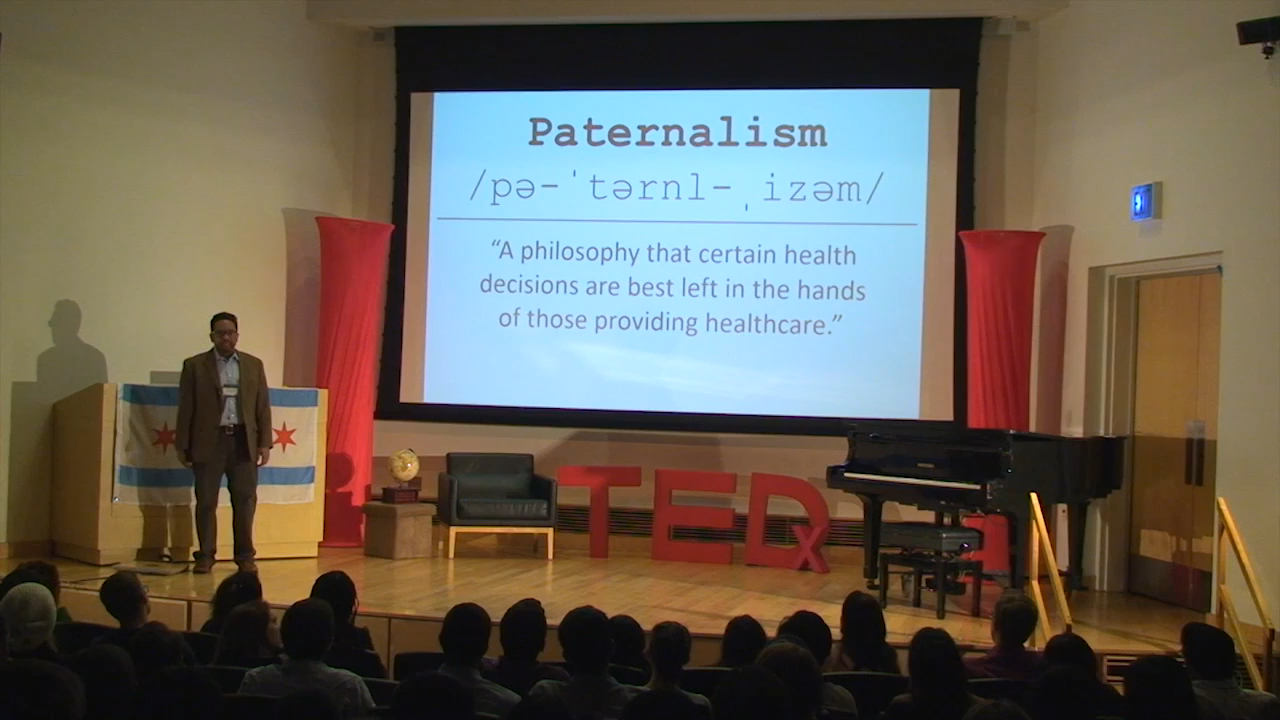 Paternalism
/pə-ˈtərnl-ˌizəm/
“A philosophy that certain health
decisions are best left in the hands
of those providing healthcare.”
TEDx